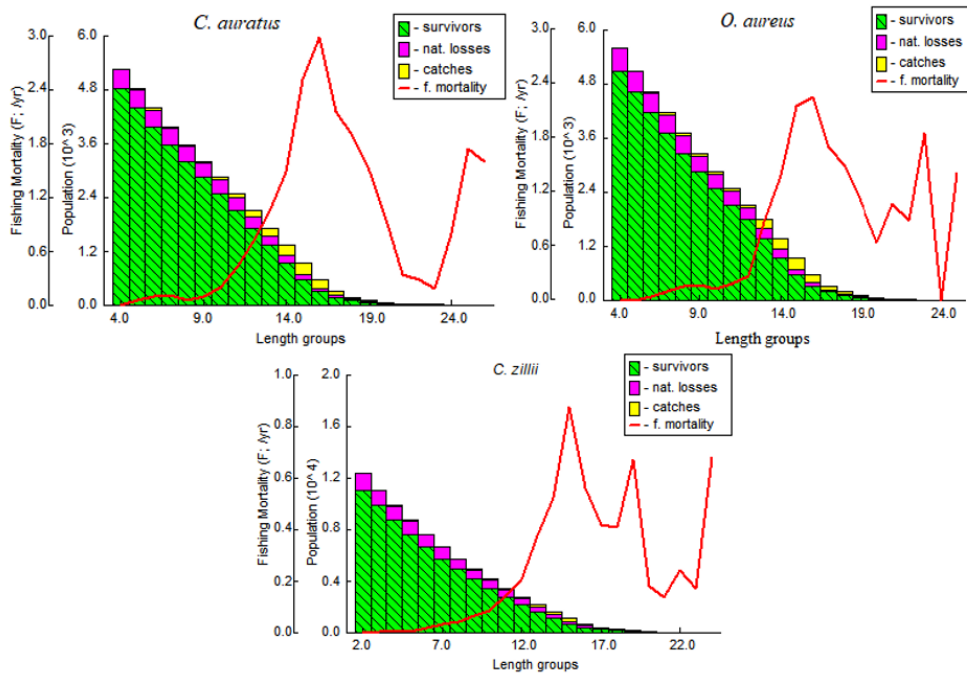 C. auratus
- survivors
- nat. losses
- catches
- f. mortality
Fishing Mortality (F; /yr)
3.0
2.4
1.8
1.2
0.6
0.0
Population (10^ 3)
6.0
4.8
3.6
2.4
1.2
0.0
4.0 9.0 14.0 19.0 24.0
Length groups
O. aureus
- survivors
- nat. losses
- catches
- f. mortality
Fishing Mortality (F; /yr)
3.0
2.4
1.8
1.2
0.6
0.0
Population (10^ 3)
6.0
4.8
3.6
2.4
1.2
0.0
4.0 9.0 14.0 19.0 24.0
Length groups
C. zillii
- survivors
- nat. losses
- catches
- f. mortality
Fishing Mortality (F; /yr)
1.0
0.8
0.6
0.4
0.2
0.0
Population (10^ 4)
2.0
1.6
1.2
0.8
0.4
0.0
2.0 7.0 12.0 17.0 22.0
Length groups